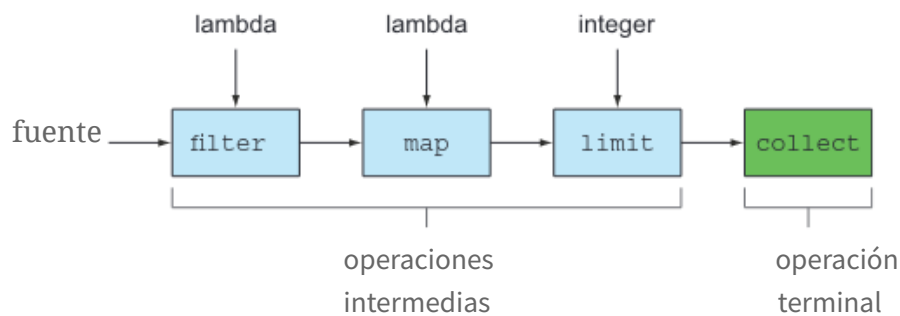 lambda lambda integer
fuente filter map limit collect
operaciones operación
intermedias terminal